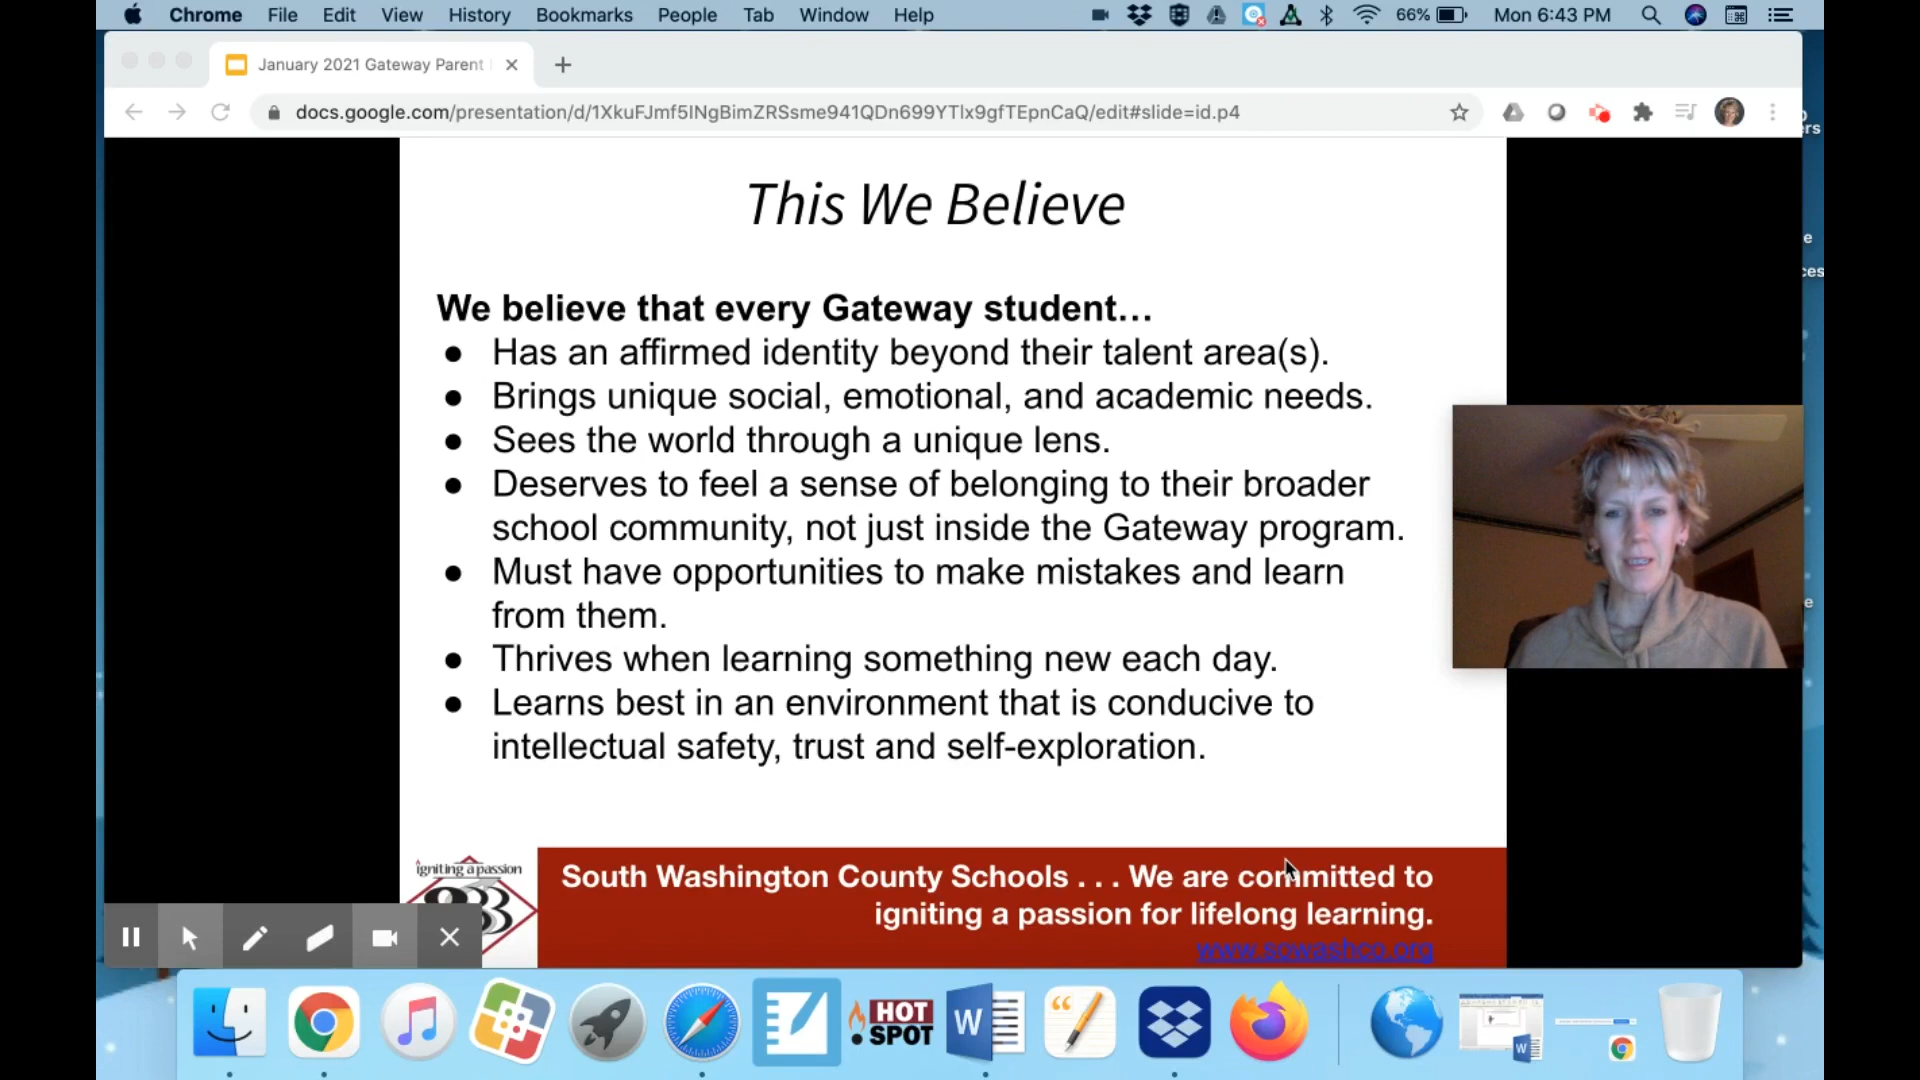 Chrome File Edit View History Bookmarks People Tab Window Help 66% Mon 6:43 PM
January 2021 Gateway Parent
docs.google.com/presentation/d/1XkuFJmf5INgBimZRSsme941QDn699YTlx9gfTEpnCaQ/edit#slide=id.p4
ers
This We Believe
e
We believe that every Gateway student…
ces
● Has an affirmed identity beyond their talent area(s).
● Brings unique social, emotional, and academic needs.
● Sees the world through a unique lens.
● Deserves to feel a sense of belonging to their broader
school community, not just inside the Gateway program.
● Must have opportunities to make mistakes and learn
from them.
e
● Thrives when learning something new each day.
● Learns best in an environment that is conducive to
intellectual safety, trust and self-exploration.
igniting a passion
833
South Washington County Schools . . . We are committed to
igniting a passion for lifelong learning.
www.sowashco.org
HOT
SPOT
W
W